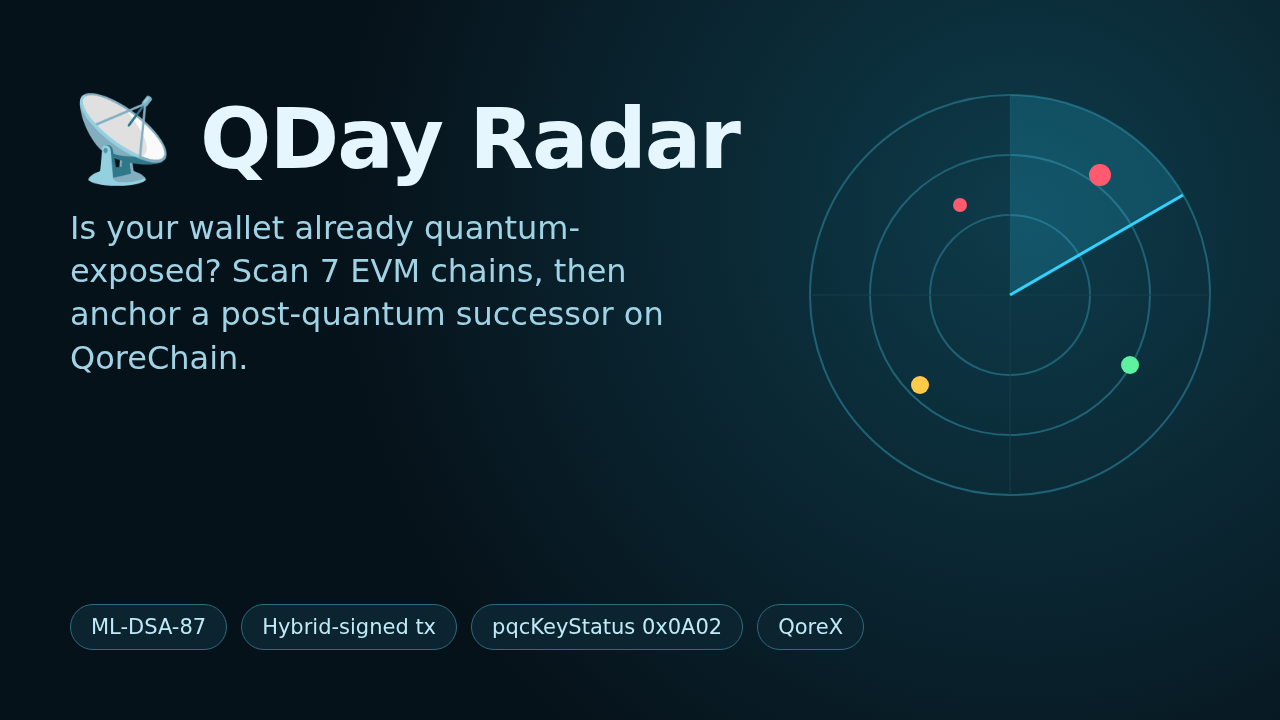 QDay Radar
Is your wallet already quantum-
exposed? Scan 7 EVM chains, then
anchor a post-quantum successor on
QoreChain.
ML-DSA-87
Hybrid-signed tx
pqcKeyStatus 0x0A02
QoreX